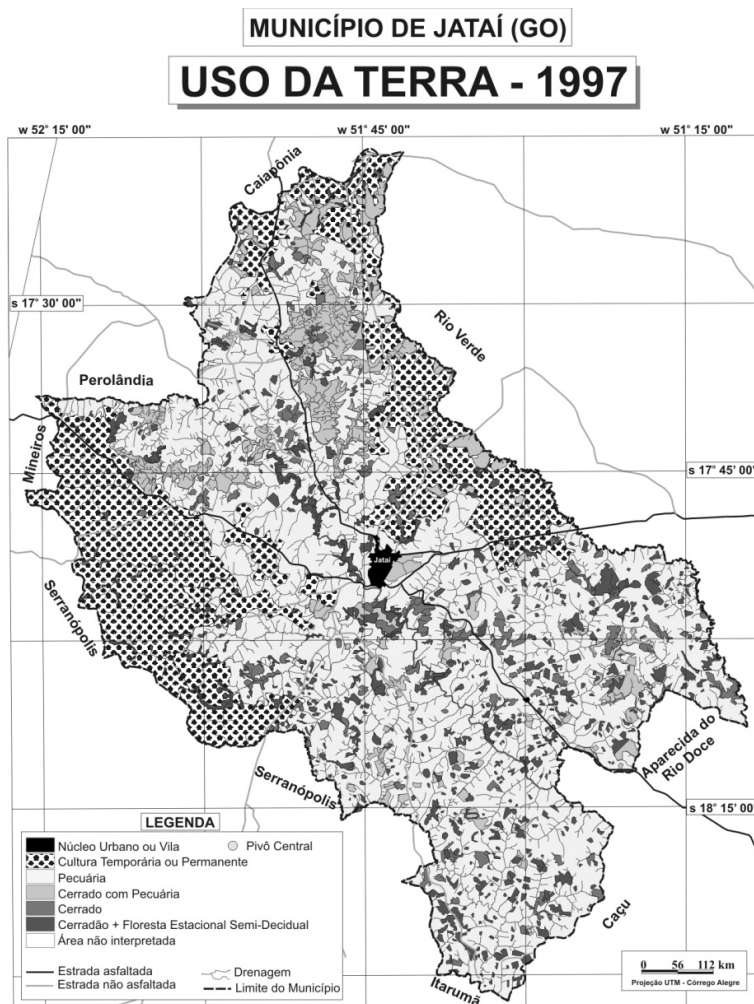 MUNICÍPIO DE JATAÍ (GO)
USO DA TERRA - 1997
w 52° 15' 00"
w 51° 45' 00"
w 51° 15' 00"
Caiapônia
s 17° 30' 00"
Rio Verde
Perolândia
Mineiros
s 17° 45' 00"
Jataí
Serranópolis
Aparecida do
Rio Doce
Serranópolis
s 18° 15' 00"
LEGENDA
Núcleo Urbano ou Vila
Pivô Central
Cultura Temporária ou Permanente
Pecuária
Cerrado com Pecuária
Cerrado
Cerradão + Floresta Estacional Semi-Decidual
Área não interpretada
Estrada asfaltada
Drenagem
Estrada não asfaltada
Limite do Município
Caçu
Itarumã
0 56 112 km
Projeção UTM - Córrego Alegre